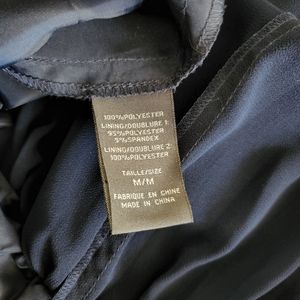 100%POLYESTER
LINING/DOUBLURE 1:
95%POLYESTER
5%SPANDEX
LINING/DOUBLURE 2:
100%POLYESTER
TAILLE/SIZE
M/M
FABRIQUE EN CHINE
MADE IN CHINA